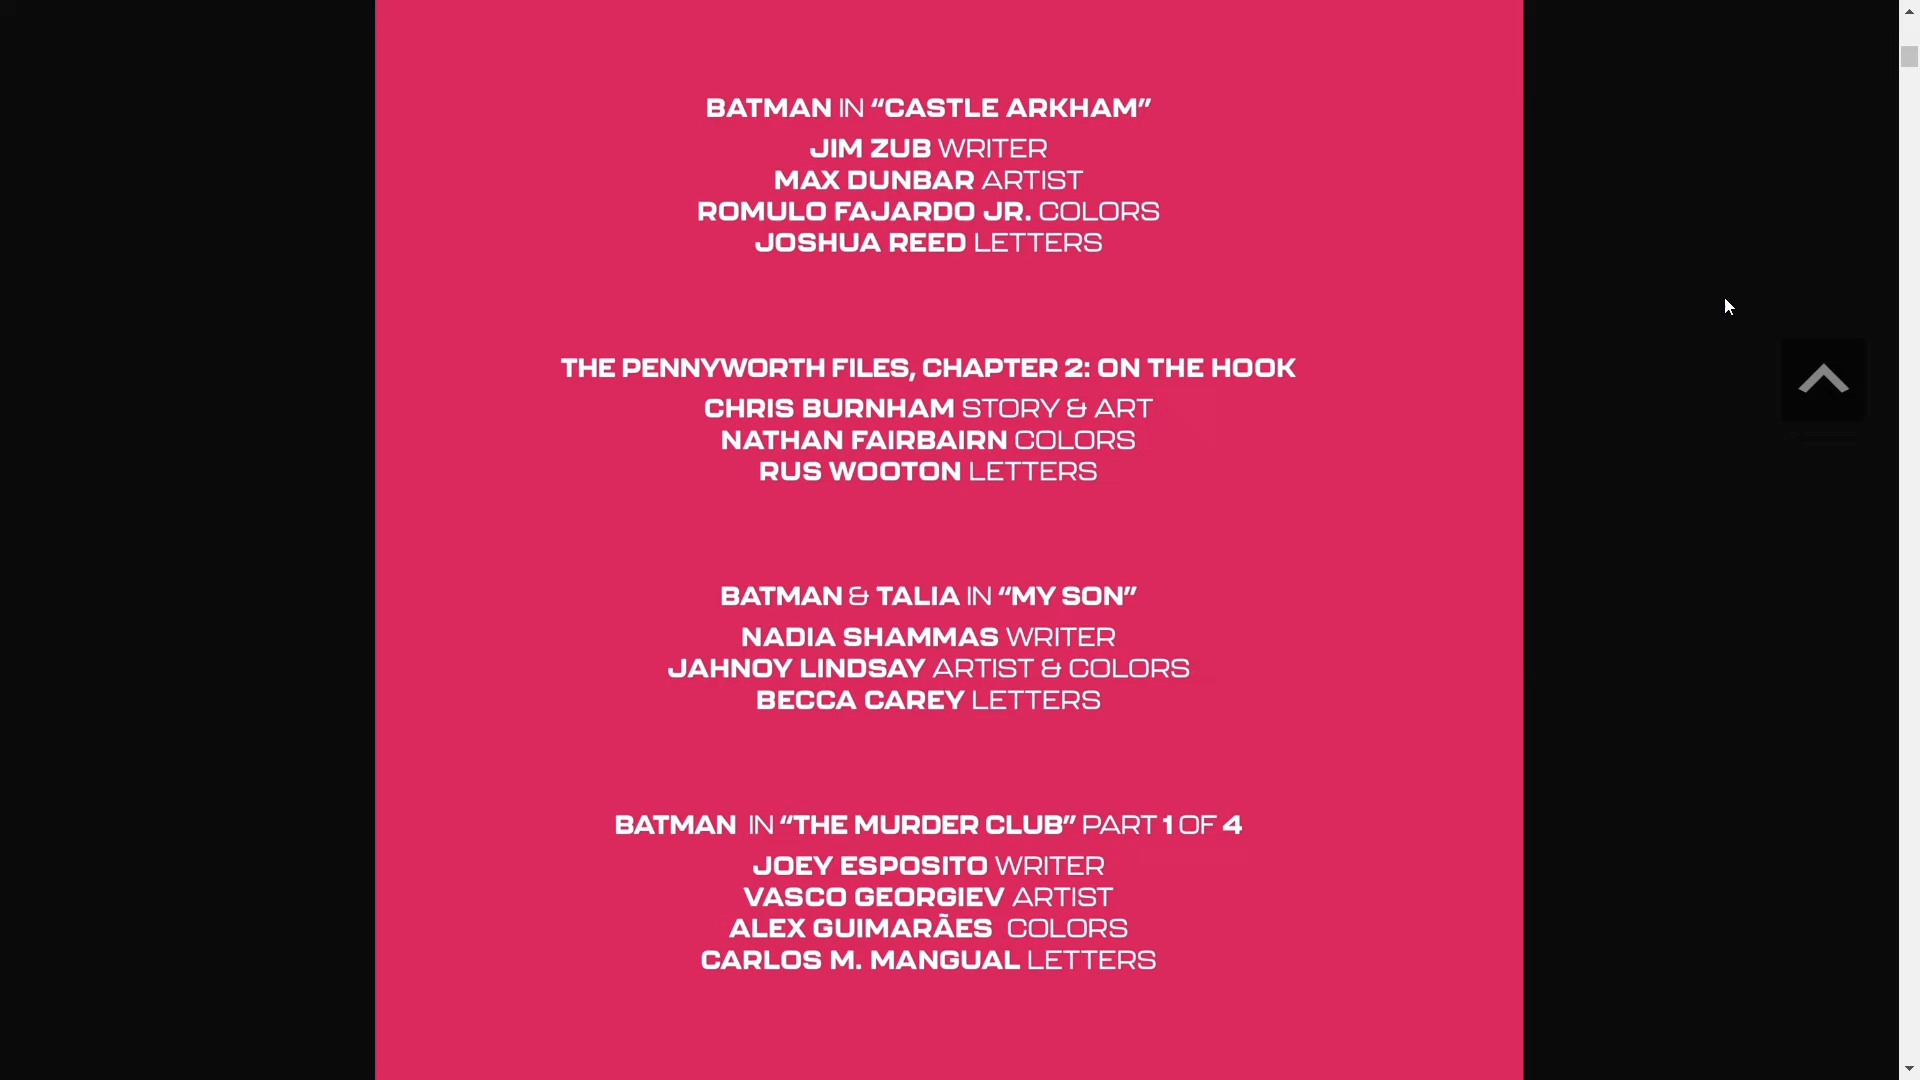 BATMAN IN “CASTLE ARKHAM”
JIM ZUB WRITER
MAX DUNBAR ARTIST
ROMULO FAJARDO JR. COLORS
JOSHUA REED LETTERS
THE PENNYWORTH FILES, CHAPTER 2: ON THE HOOK
CHRIS BURNHAM STORY & ART
NATHAN FAIRBAIRN COLORS
RUS WOOTON LETTERS
BATMAN & TALIA IN “MY SON”
NADIA SHAMMAS WRITER
JAHNOY LINDSAY ARTIST & COLORS
BECCA CAREY LETTERS
BATMAN IN “THE MURDER CLUB” PART 1 OF 4
JOEY ESPOSITO WRITER
VASCO GEORGIEV ARTIST
ALEX GUIMARÃES COLORS
CARLOS M. MANGUAL LETTERS